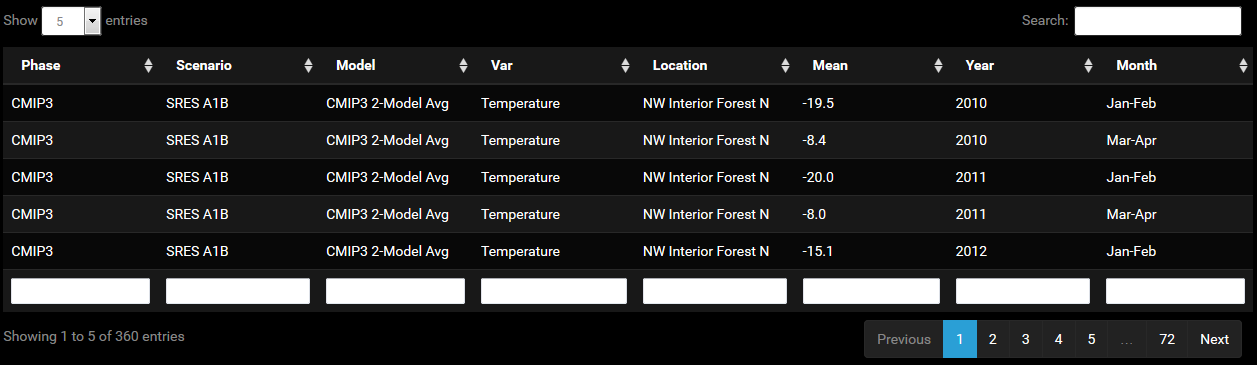 Show 5 entries Search:
Phase Scenario Model Var Location Mean Year Month
CMIP3 SRES A1B CMIP3 2-Model Avg Temperature NW Interior Forest N -19.5 2010 Jan-Feb
CMIP3 SRES A1B CMIP3 2-Model Avg Temperature NW Interior Forest N -8.4 2010 Mar-Apr
CMIP3 SRES A1B CMIP3 2-Model Avg Temperature NW Interior Forest N -20.0 2011 Jan-Feb
CMIP3 SRES A1B CMIP3 2-Model Avg Temperature NW Interior Forest N -8.0 2011 Mar-Apr
CMIP3 SRES A1B CMIP3 2-Model Avg Temperature NW Interior Forest N -15.1 2012 Jan-Feb
Showing 1 to 5 of 360 entries Previous 1 2 3 4 5 ... 72 Next